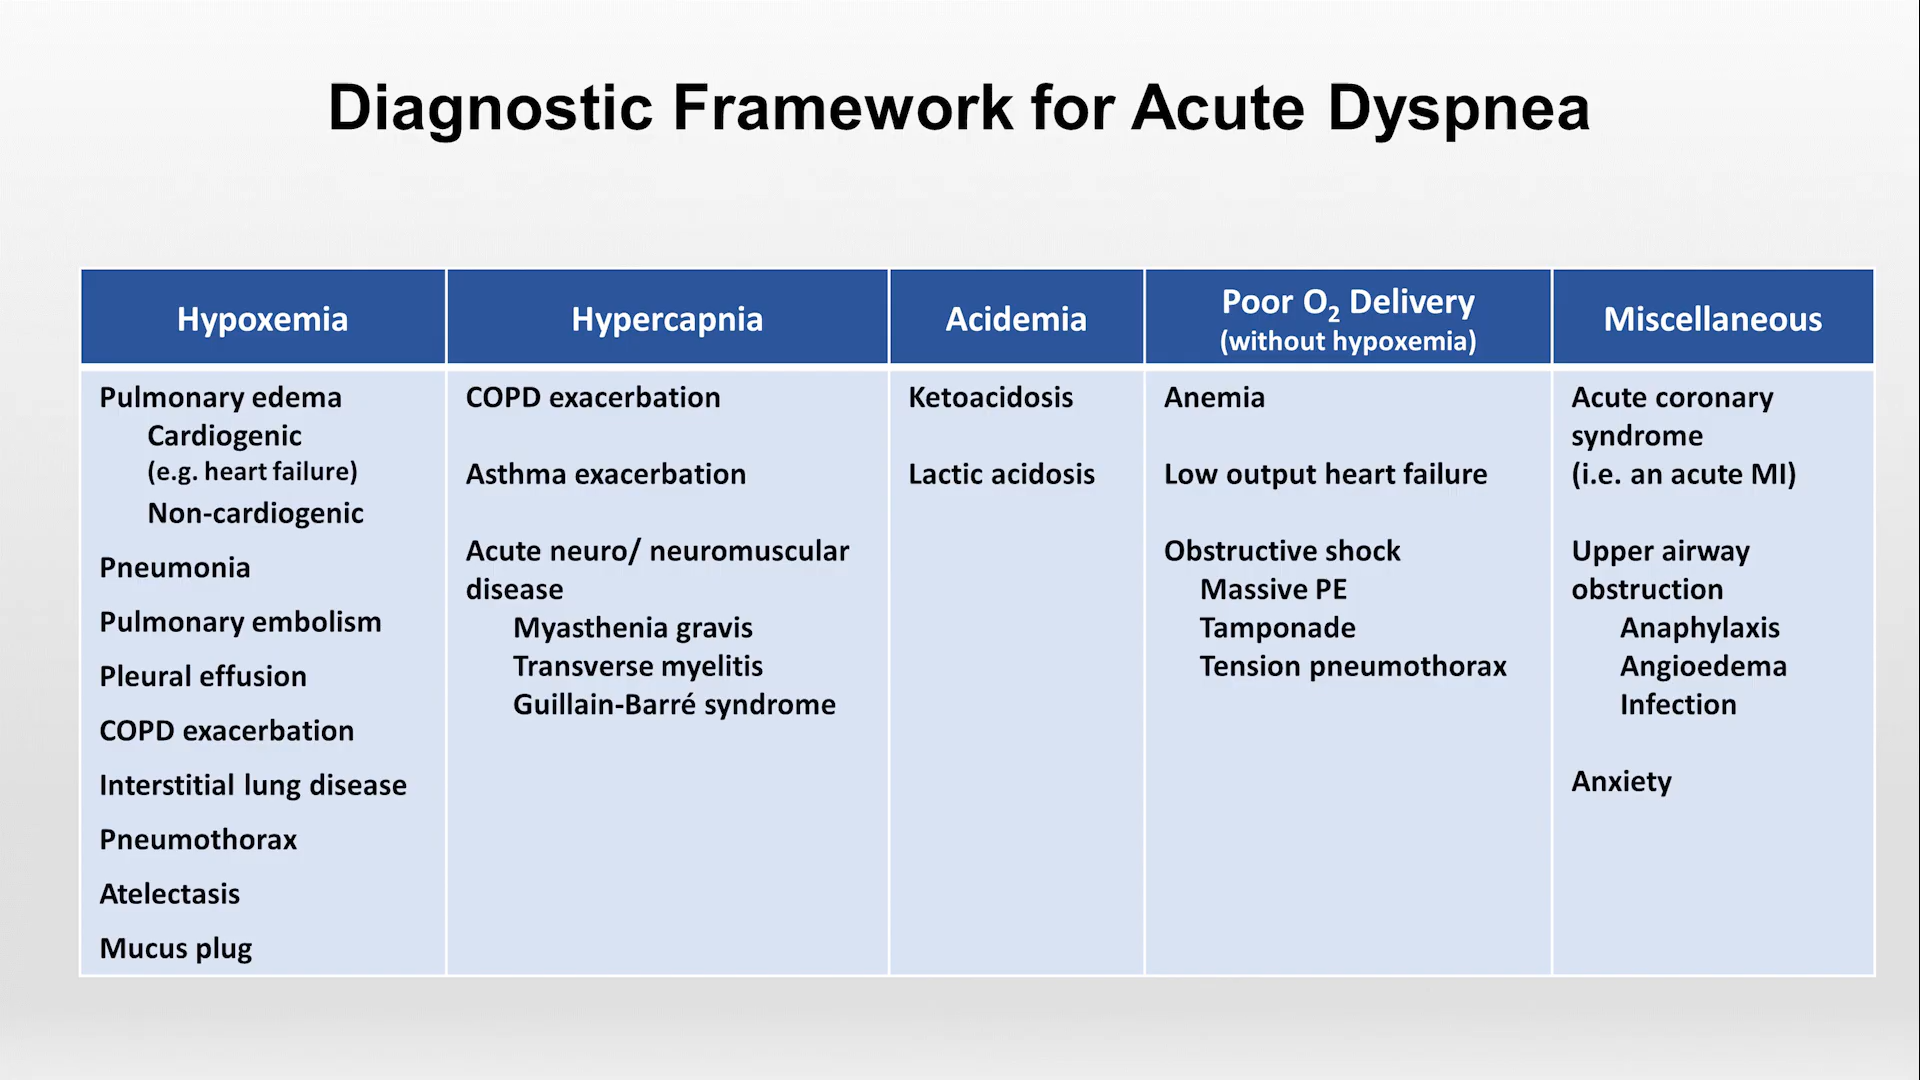 Diagnostic Framework for Acute Dyspnea
Hypoxemia
Pulmonary edema
Cardiogenic
(e.g. heart failure)
Non-cardiogenic
Pneumonia
Pulmonary embolism
Pleural effusion
COPD exacerbation
Interstitial lung disease
Pneumothorax
Atelectasis
Mucus plug
Hypercapnia
COPD exacerbation
Asthma exacerbation
Acute neuro/ neuromuscular
disease
Myasthenia gravis
Transverse myelitis
Guillain-Barré syndrome
Acidemia
Ketoacidosis
Lactic acidosis
Poor O₂ Delivery
(without hypoxemia)
Anemia
Low output heart failure
Obstructive shock
Massive PE
Tamponade
Tension pneumothorax
Miscellaneous
Acute coronary
syndrome
(i.e. an acute MI)
Upper airway
obstruction
Anaphylaxis
Angioedema
Infection
Anxiety